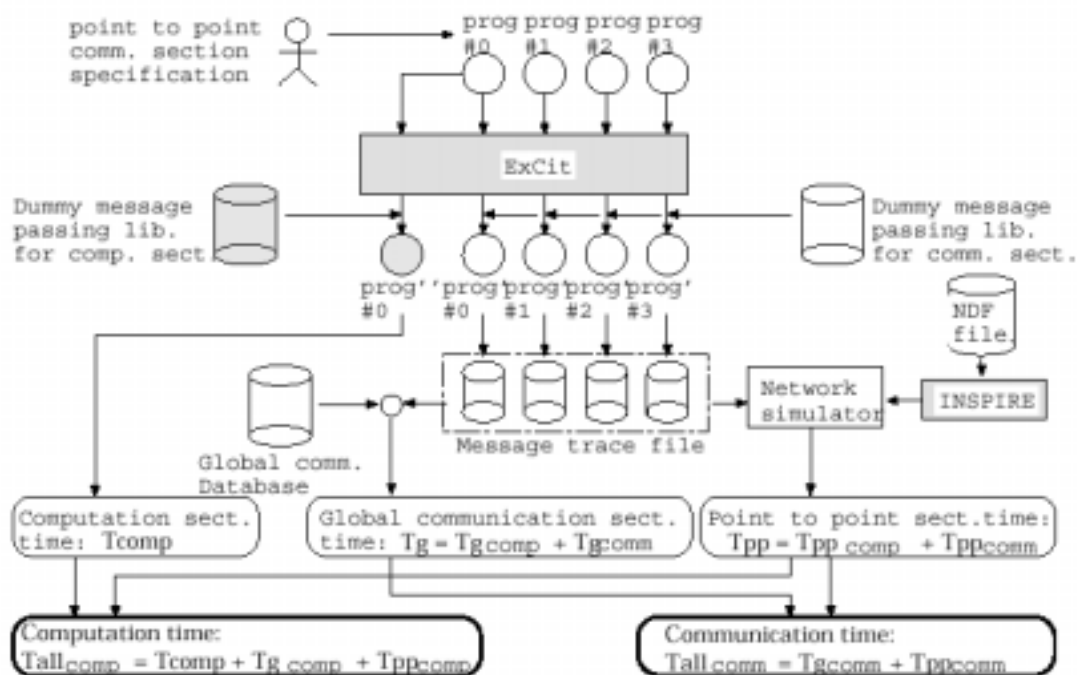 point to point
comm. section
specification
prog prog prog prog
#0 #1 #2 #3
ExCit
Dummy message
passing lib.
for comp. sect.
Dummy message
passing lib.
for comm. sect.
prog'' prog' prog' prog' prog'
#0 #0 #1 #2 #3
NDF
file
Network
simulator
INSPIRE
Message trace file
Global comm.
Database
Computation sect.
time: Tcomp
Global communication sect.
time: Tg = Tgcomp + Tgcomm
Point to point sect.time:
Tpp = Tpp comp + Tppcomm
Computation time:
Tallcomp = Tcomp + Tg comp + Tppcomp
Communication time:
Tallcomm = Tgcomm + Tppcomm